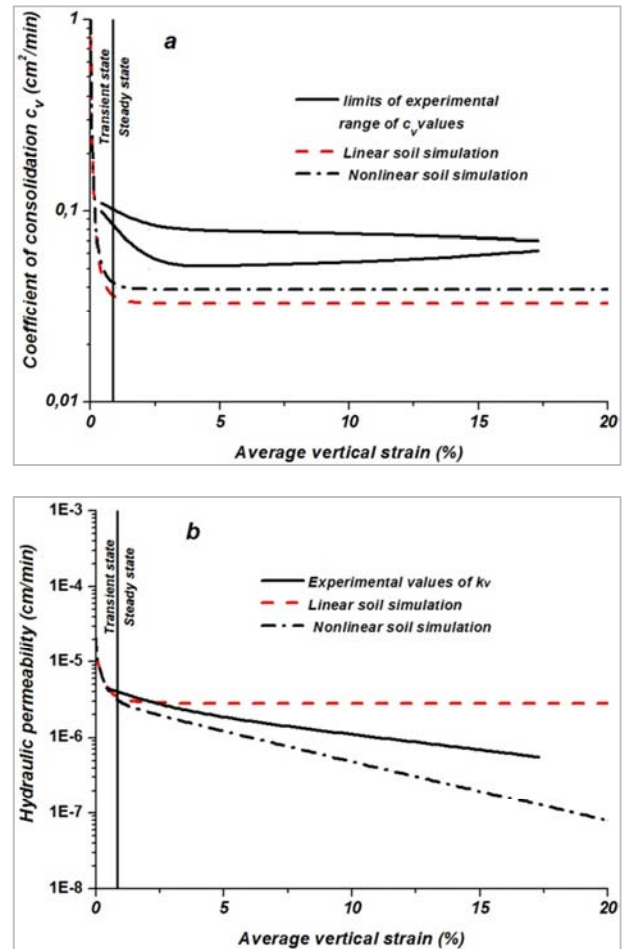 a
1
0,1
0,01
Coefficient of consolidation cv (cm²/min)
Transient state
Steady state
limits of experimental
range of cv values
Linear soil simulation
Nonlinear soil simulation
0 5 10 15 20
Average vertical strain (%)
b
1E-3
1E-4
1E-5
1E-6
1E-7
1E-8
Hydraulic permeability (cm/min)
Transient state
Steady state
Experimental values of kv
Linear soil simulation
Nonlinear soil simulation
0 5 10 15 20
Average vertical strain (%)